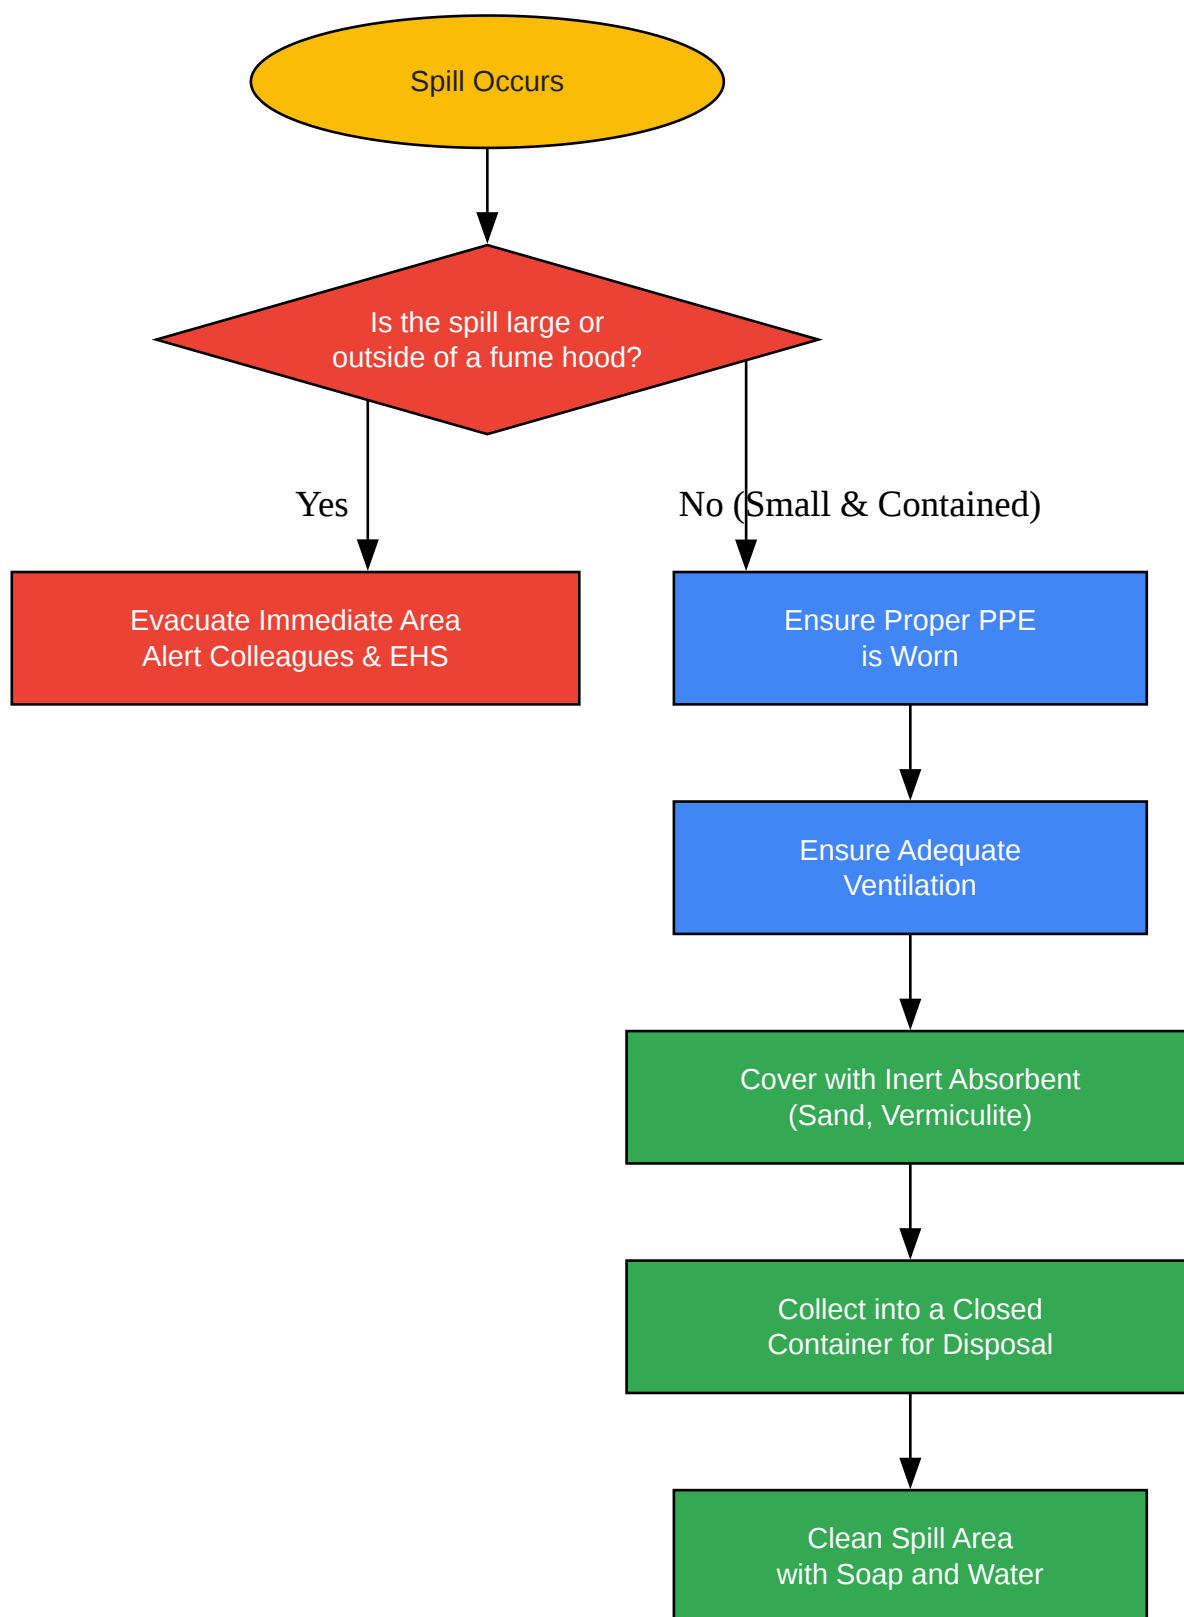 Spill Occurs
Is the spill large or
outside of a fume hood?
Yes
No (Small & Contained)
Evacuate Immediate Area
Alert Colleagues & EHS
Ensure Proper PPE
is Worn
Ensure Adequate
Ventilation
Cover with Inert Absorbent
(Sand, Vermiculite)
Collect into a Closed
Container for Disposal
Clean Spill Area
with Soap and Water